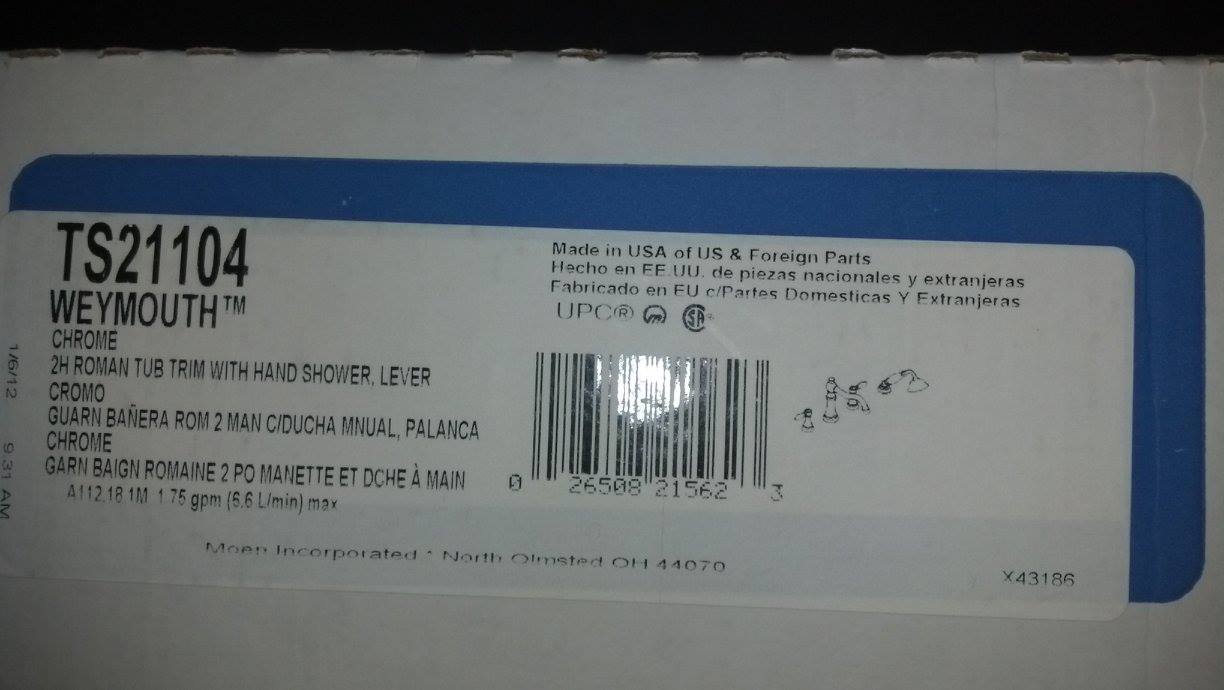 TS21104
WEYMOUTH™
CHROME
2H ROMAN TUB TRIM WITH HAND SHOWER, LEVER
CROMO
GUARN BAÑERA ROM 2 MAN C/DUCHA MNUAL, PALANCA
CHROME
GARN BAIGN ROMAINE 2 PO MANETTE ET DCHE À MAIN
A112.18.1M 1.75 gpm (6.6 L/min) max
Made in USA of US & Foreign Parts
Hecho en EE.UU. de piezas nacionales y extranjeras
Fabricado en EU c/Partes Domesticas Y Extranjeras
UPC®
SA
0 26508 21562 3
Moen Incorporated * North Olmsted OH 44070
X43186
1/6/12 9:31 AM